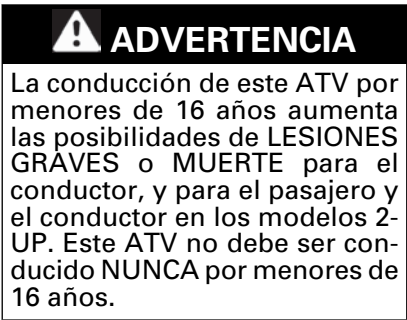 ADVERTENCIA
La conducción de este ATV por
menores de 16 años aumenta
las posibilidades de LESIONES
GRAVES o MUERTE para el
conductor, y para el pasajero y
el conductor en los modelos 2-
UP. Este ATV no debe ser con-
ducido NUNCA por menores de
16 años.